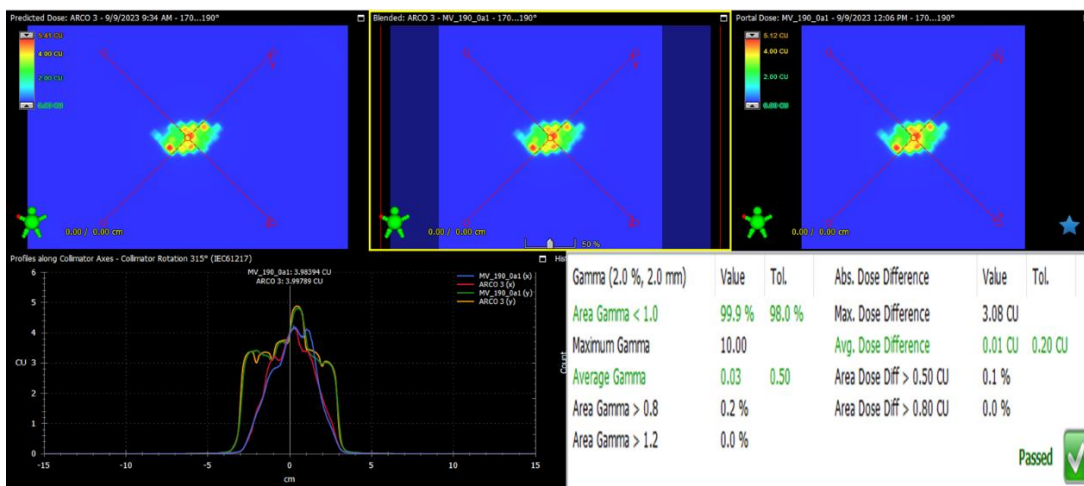 Predicted Dose: ARCO 3 - 9/9/2023 9:34 AM - 170...190°
5.41 CU
4.00 CU
2.00 CU
0.00 CU
0.00 / 0.00 cm
Blended: ARCO 3 - MV_190_0a1 - 170...190°
0.00 / 0.00 cm
50 %
Portal Dose: MV_190_0a1 - 9/9/2023 12:06 PM - 170...190°
5.12 CU
4.00 CU
2.00 CU
0.00 CU
0.00 / 0.00 cm
Profiles along Collimator Axes - Collimator Rotation 315° (IEC61217)
MV_190_0a1: 3.98394 CU
ARCO 3: 3.99789 CU
MV_190_0a1 (x)
ARCO 3 (x)
MV_190_0a1 (y)
ARCO 3 (y)
CU
6
5
4
3
2
1
0
-15
-10
-5
0
5
10
15
cm
Hist
Count
Gamma (2.0 %, 2.0 mm) Value Tol. Abs. Dose Difference Value Tol.
Area Gamma < 1.0 99.9 % 98.0 % Max. Dose Difference 3.08 CU
Maximum Gamma 10.00 Avg. Dose Difference 0.01 CU 0.20 CU
Average Gamma 0.03 0.50 Area Dose Diff > 0.50 CU 0.1 %
Area Gamma > 0.8 0.2 % Area Dose Diff > 0.80 CU 0.0 %
Area Gamma > 1.2 0.0 %
Passed